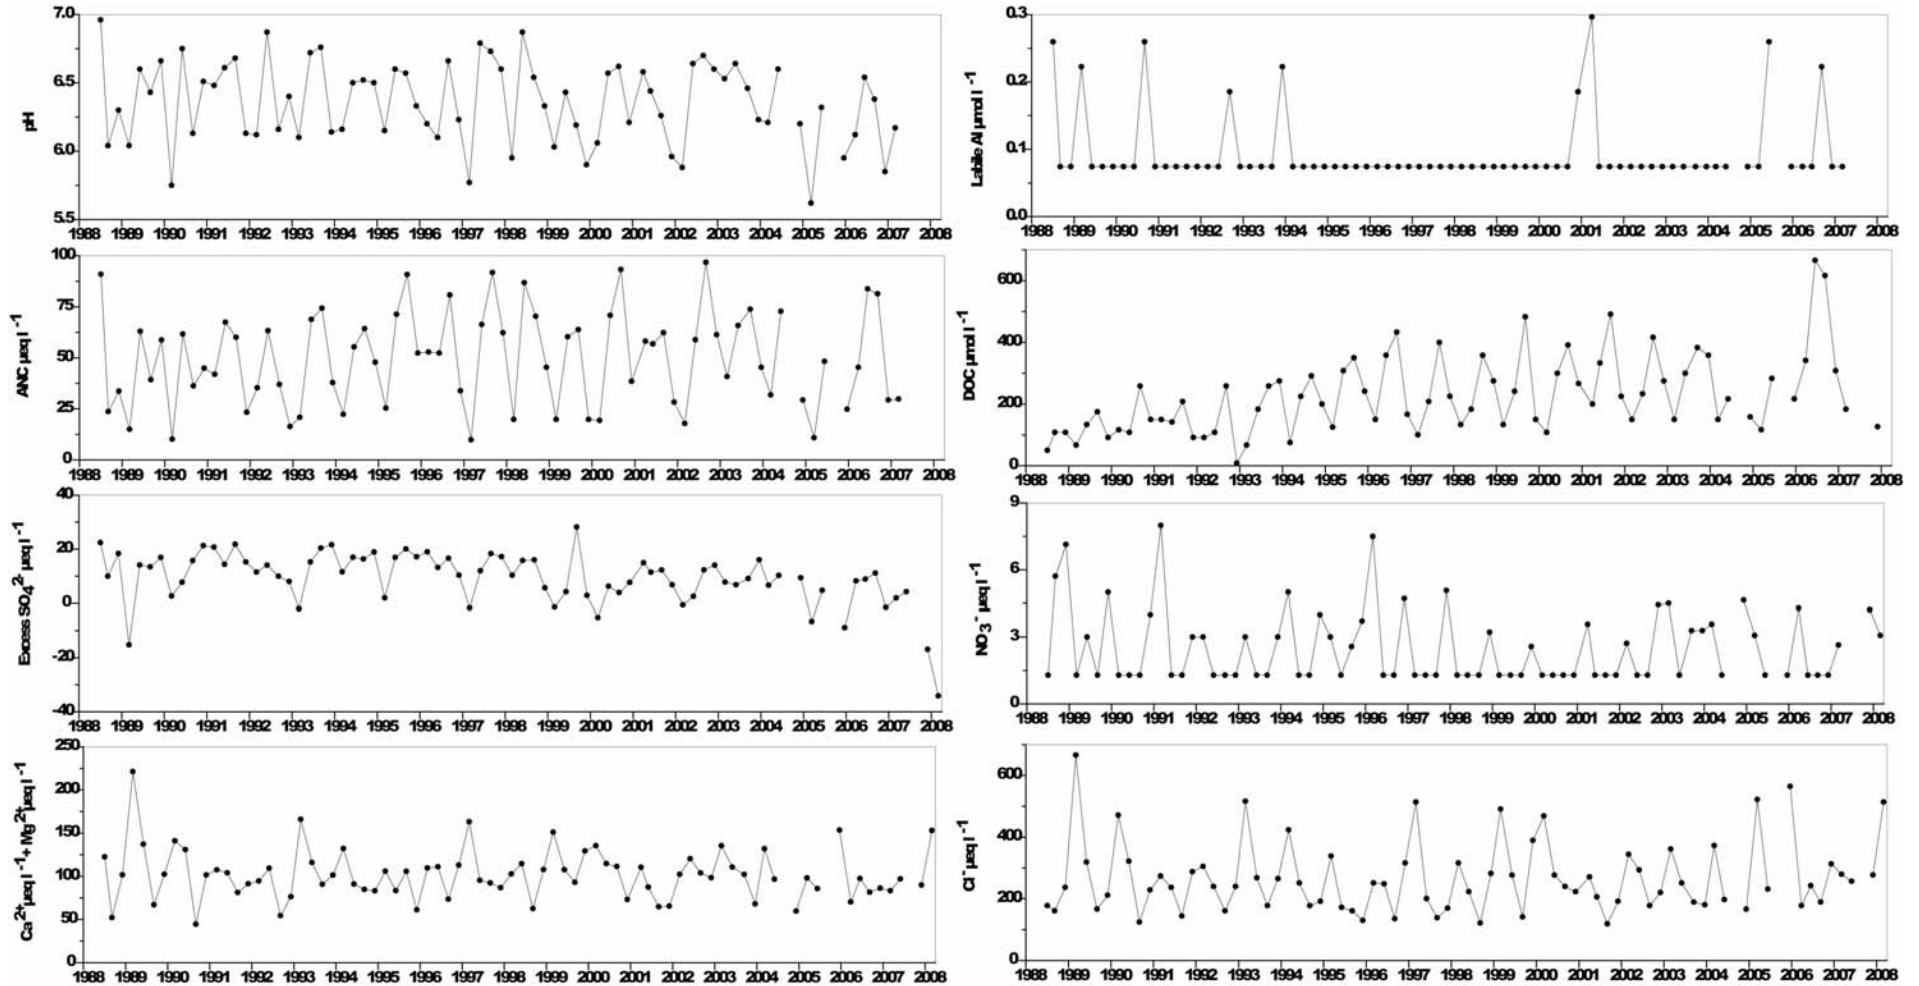 7.0
6.5
6.0
5.5
pH
1988 1989 1990 1991 1992 1993 1994 1995 1996 1997 1998 1999 2000 2001 2002 2003 2004 2005 2006 2007 2008
100
75
50
25
0
ANC µeq l⁻¹
1988 1989 1990 1991 1992 1993 1994 1995 1996 1997 1998 1999 2000 2001 2002 2003 2004 2005 2006 2007 2008
40
20
0
-20
-40
Excess SO₄²⁻ µeq l⁻¹
1988 1989 1990 1991 1992 1993 1994 1995 1996 1997 1998 1999 2000 2001 2002 2003 2004 2005 2006 2007 2008
250
200
150
100
50
0
Ca²⁺µeq l⁻¹ + Mg²⁺µeq l⁻¹
1988 1989 1990 1991 1992 1993 1994 1995 1996 1997 1998 1999 2000 2001 2002 2003 2004 2005 2006 2007 2008
0.3
0.2
0.1
0.0
Labile Al µmol l⁻¹
1988 1989 1990 1991 1992 1993 1994 1995 1996 1997 1998 1999 2000 2001 2002 2003 2004 2005 2006 2007 2008
600
400
200
0
DOC µmol l⁻¹
1988 1989 1990 1991 1992 1993 1994 1995 1996 1997 1998 1999 2000 2001 2002 2003 2004 2005 2006 2007 2008
9
6
3
0
NO₃⁻ µeq l⁻¹
1988 1989 1990 1991 1992 1993 1994 1995 1996 1997 1998 1999 2000 2001 2002 2003 2004 2005 2006 2007 2008
600
400
200
0
Cl⁻ µeq l⁻¹
1988 1989 1990 1991 1992 1993 1994 1995 1996 1997 1998 1999 2000 2001 2002 2003 2004 2005 2006 2007 2008